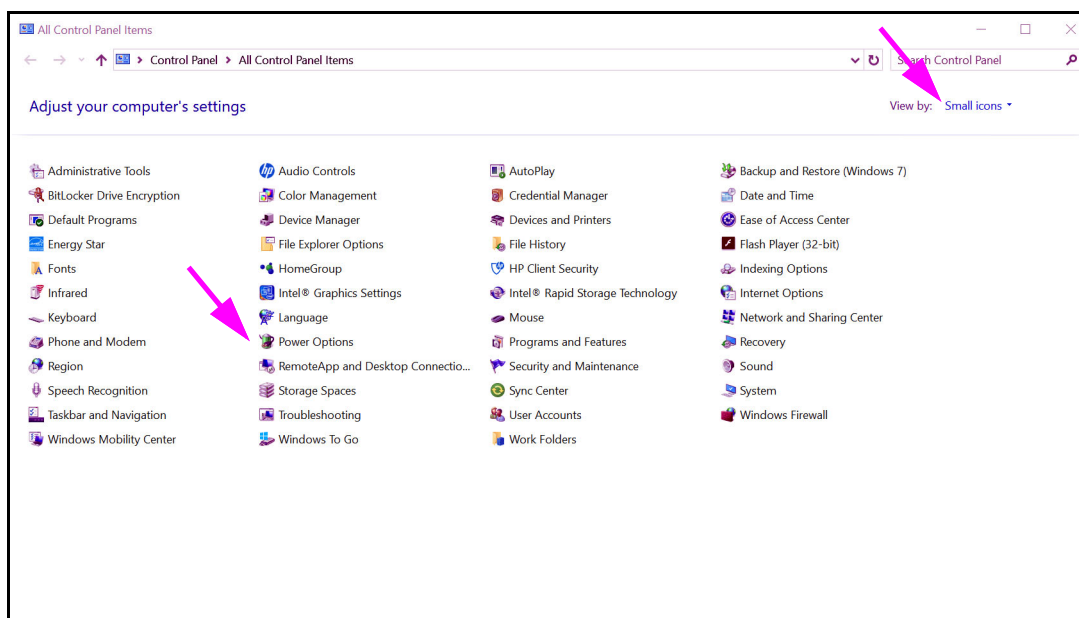 All Control Panel Items
Control Panel > All Control Panel Items
Search Control Panel
Adjust your computer's settings
View by: Small icons
Administrative Tools Audio Controls AutoPlay Backup and Restore (Windows 7)
BitLocker Drive Encryption Color Management Credential Manager Date and Time
Default Programs Device Manager Devices and Printers Ease of Access Center
Energy Star File Explorer Options File History Flash Player (32-bit)
Fonts HomeGroup HP Client Security Indexing Options
Infrared Intel® Graphics Settings Intel® Rapid Storage Technology Internet Options
Keyboard Language Mouse Network and Sharing Center
Phone and Modem Power Options Programs and Features Recovery
Region RemoteApp and Desktop Connectio... Security and Maintenance Sound
Speech Recognition Storage Spaces Sync Center System
Taskbar and Navigation Troubleshooting User Accounts Windows Firewall
Windows Mobility Center Windows To Go Work Folders